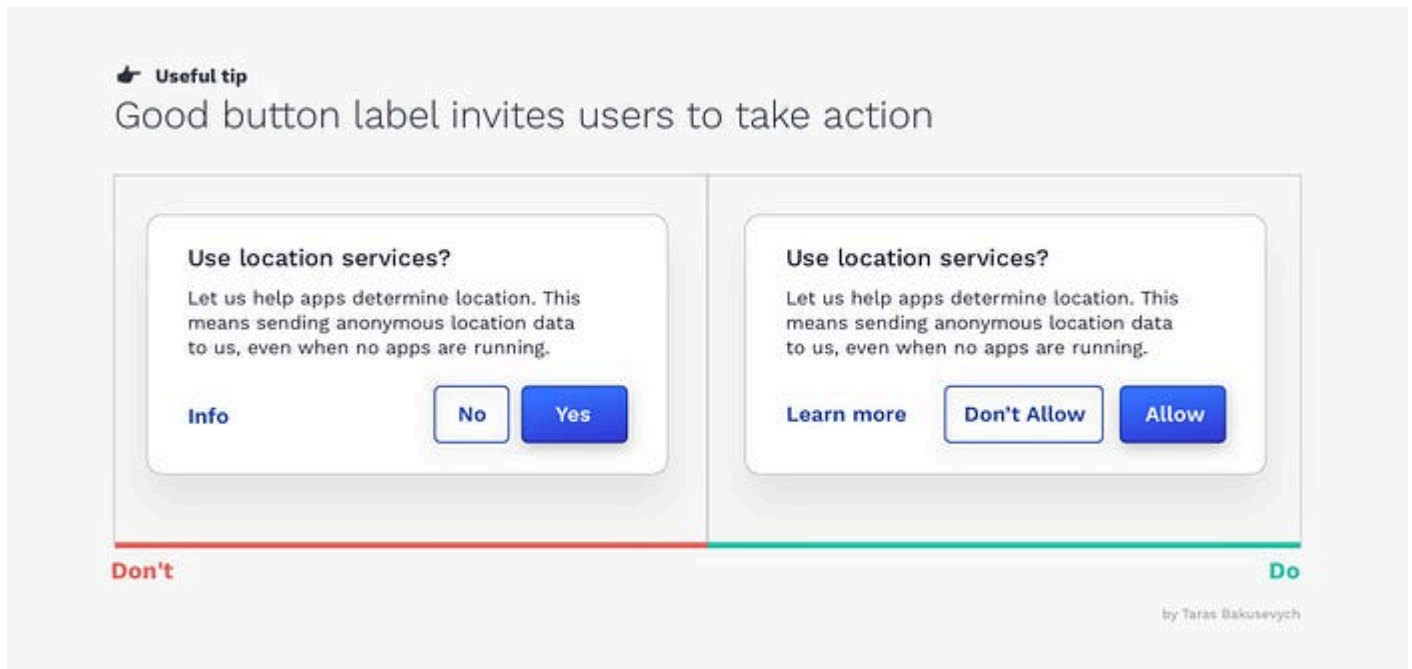 Useful tip
Good button label invites users to take action
Use location services?
Let us help apps determine location. This
means sending anonymous location data
to us, even when no apps are running.
Info
No
Yes
Use location services?
Let us help apps determine location. This
means sending anonymous location data
to us, even when no apps are running.
Learn more
Don't Allow
Allow
Don't
Do
by Taras Bakusevych